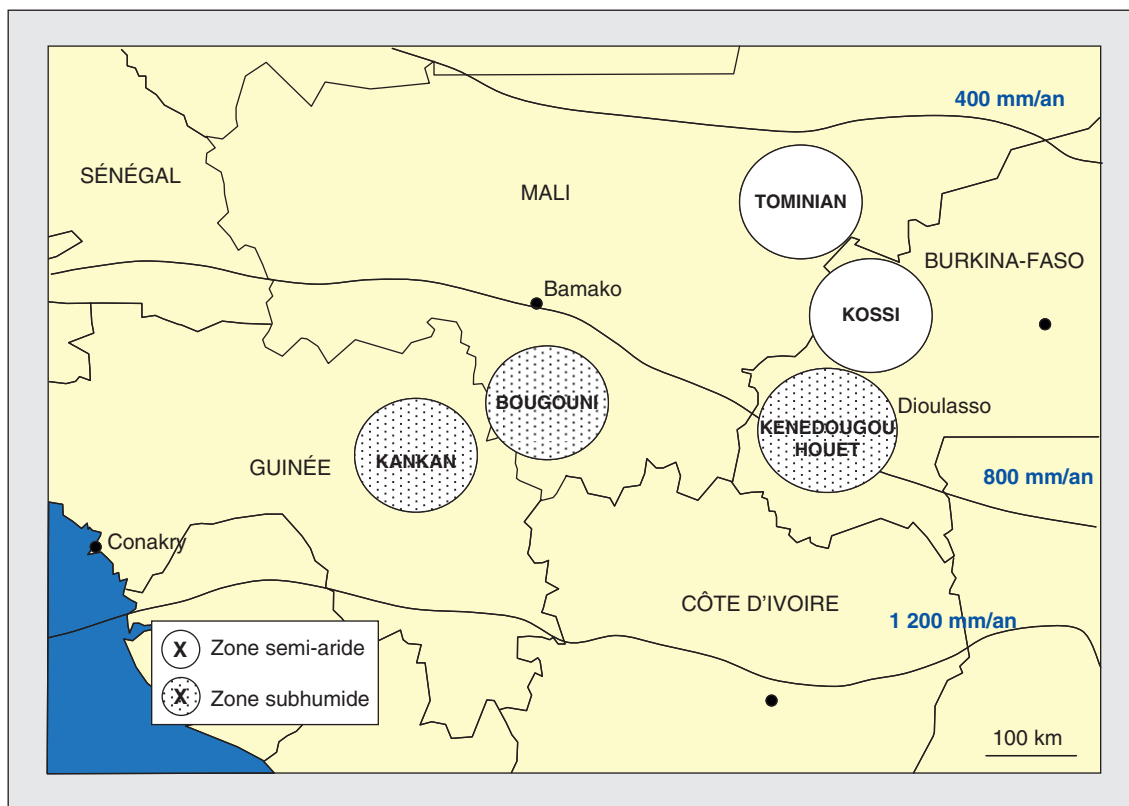 400 mm/an
SÉNÉGAL
MALI
TOMINIAN
BURKINA-FASO
Bamako
KOSSI
BOUGOUNI
Dioulasso
KENEDOUGOU
HOUET
GUINÉE
KANKAN
800 mm/an
Conakry
CÔTE D'IVOIRE
1 200 mm/an
X Zone semi-aride
X Zone subhumide
100 km